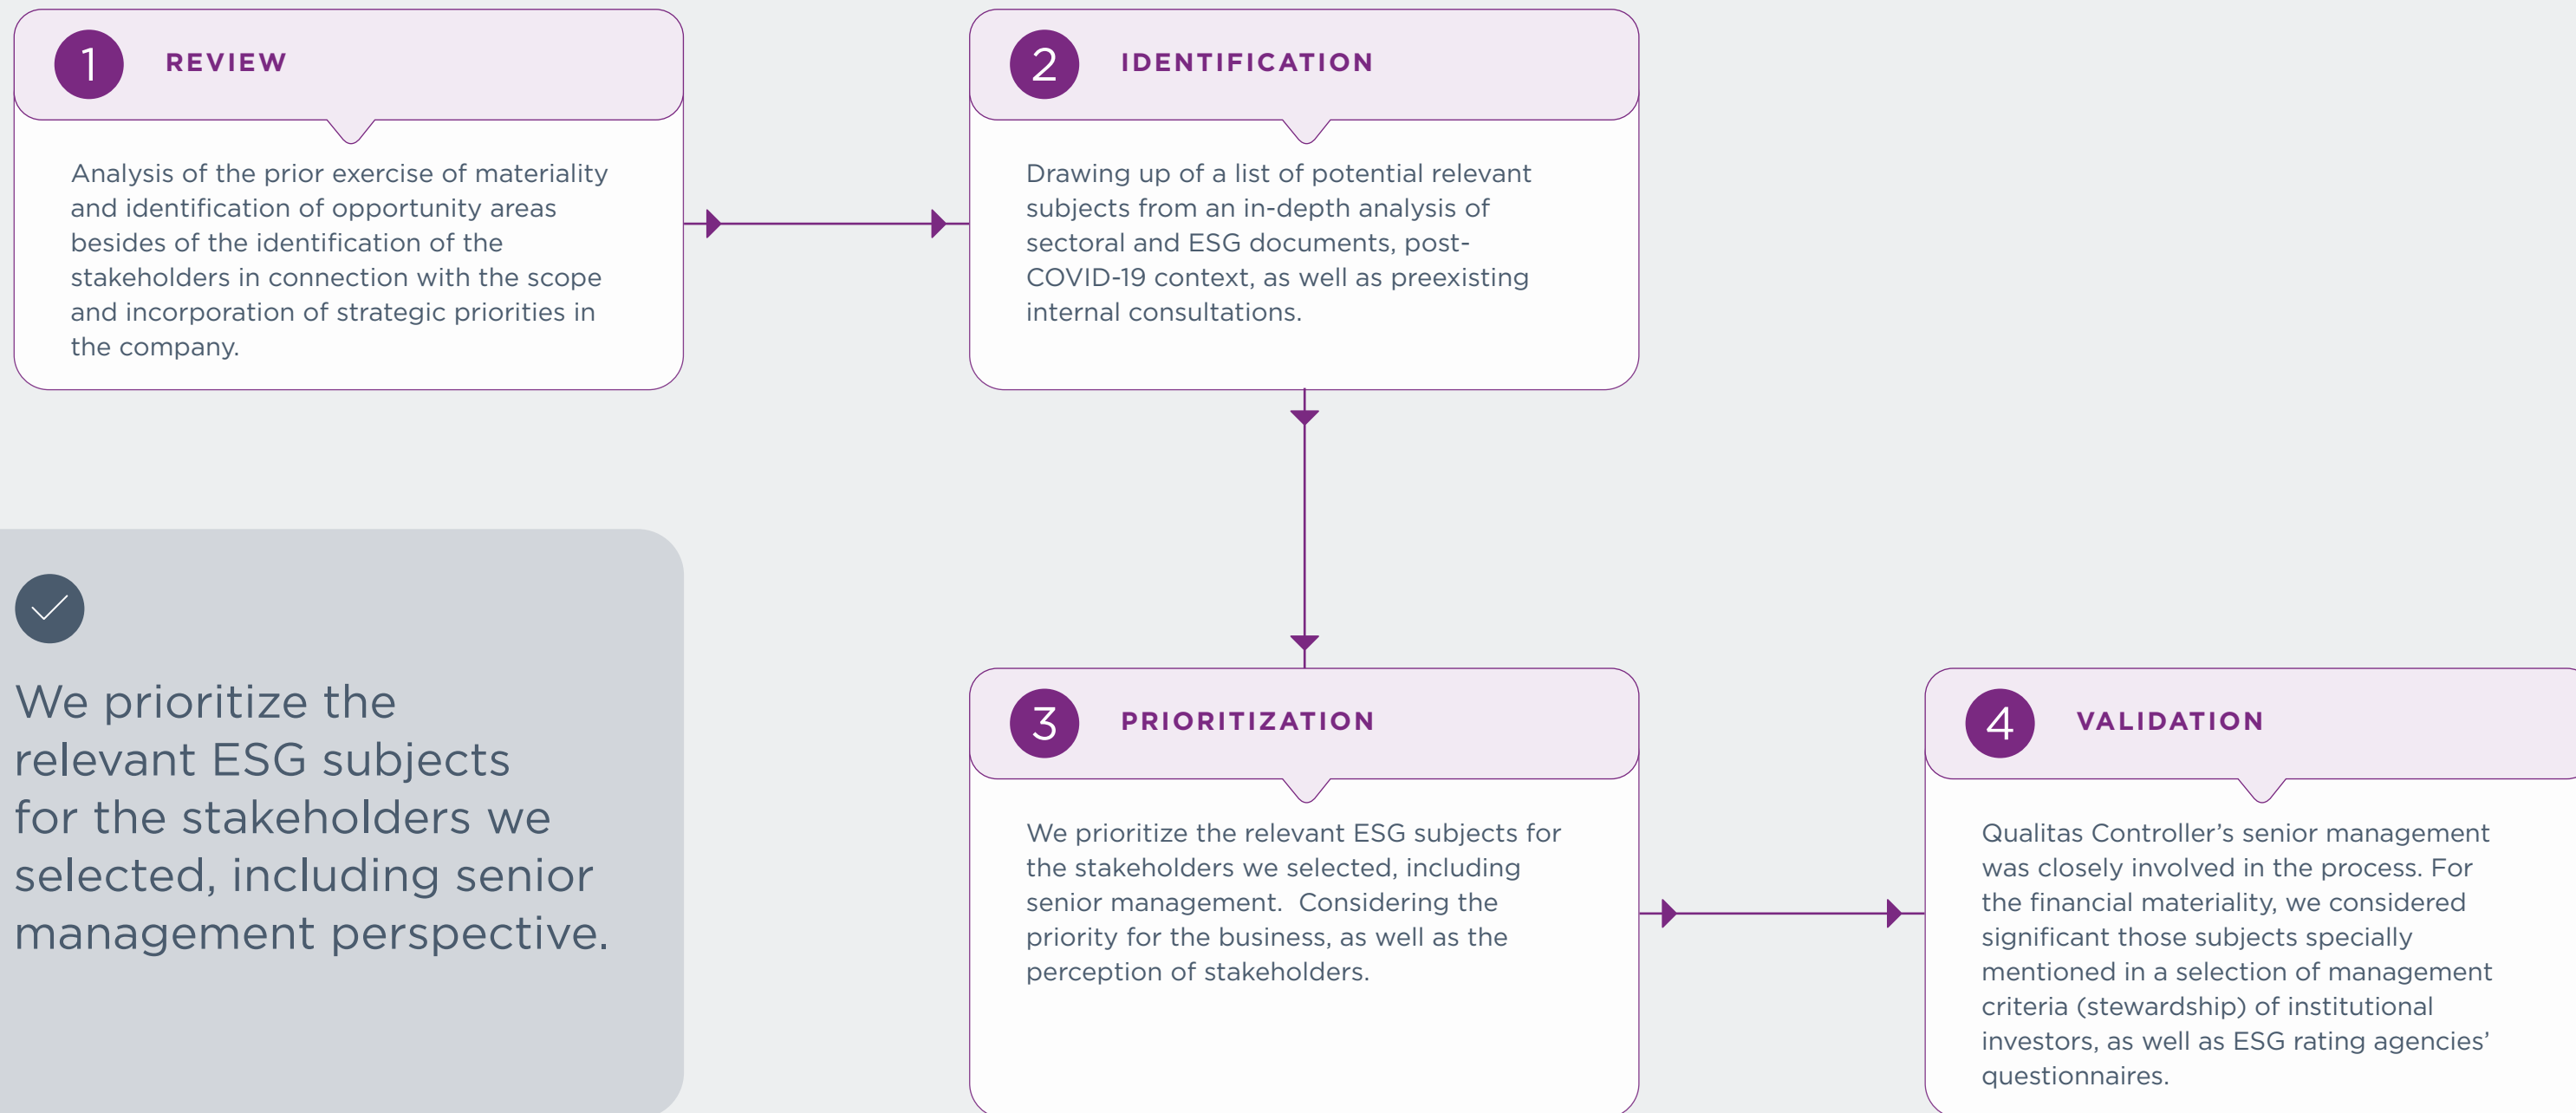 1
REVIEW
Analysis of the prior exercise of materiality
and identification of opportunity areas
besides of the identification of the
stakeholders in connection with the scope
and incorporation of strategic priorities in
the company.
2
IDENTIFICATION
Drawing up of a list of potential relevant
subjects from an in-depth analysis of
sectoral and ESG documents, post-
COVID-19 context, as well as preexisting
internal consultations.
We prioritize the
relevant ESG subjects
for the stakeholders we
selected, including senior
management perspective.
3
PRIORITIZATION
We prioritize the relevant ESG subjects for
the stakeholders we selected, including
senior management.  Considering the
priority for the business, as well as the
perception of stakeholders.
4
VALIDATION
Qualitas Controller’s senior management
was closely involved in the process. For
the financial materiality, we considered
significant those subjects specially
mentioned in a selection of management
criteria (stewardship) of institutional
investors, as well as ESG rating agencies’
questionnaires.